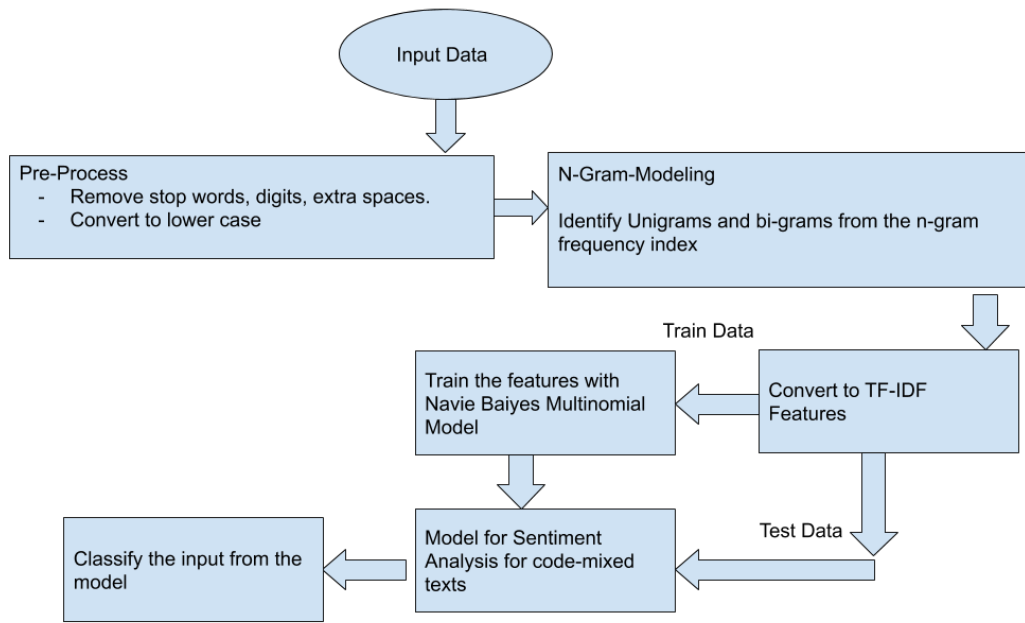 Input Data
Pre-Process
- Remove stop words, digits, extra spaces.
- Convert to lower case
N-Gram-Modeling
Identify Unigrams and bi-grams from the n-gram
frequency index
Train Data
Convert to TF-IDF
Features
Train the features with
Navie Baiyes Multinomial
Model
Test Data
Model for Sentiment
Analysis for code-mixed
texts
Classify the input from the
model